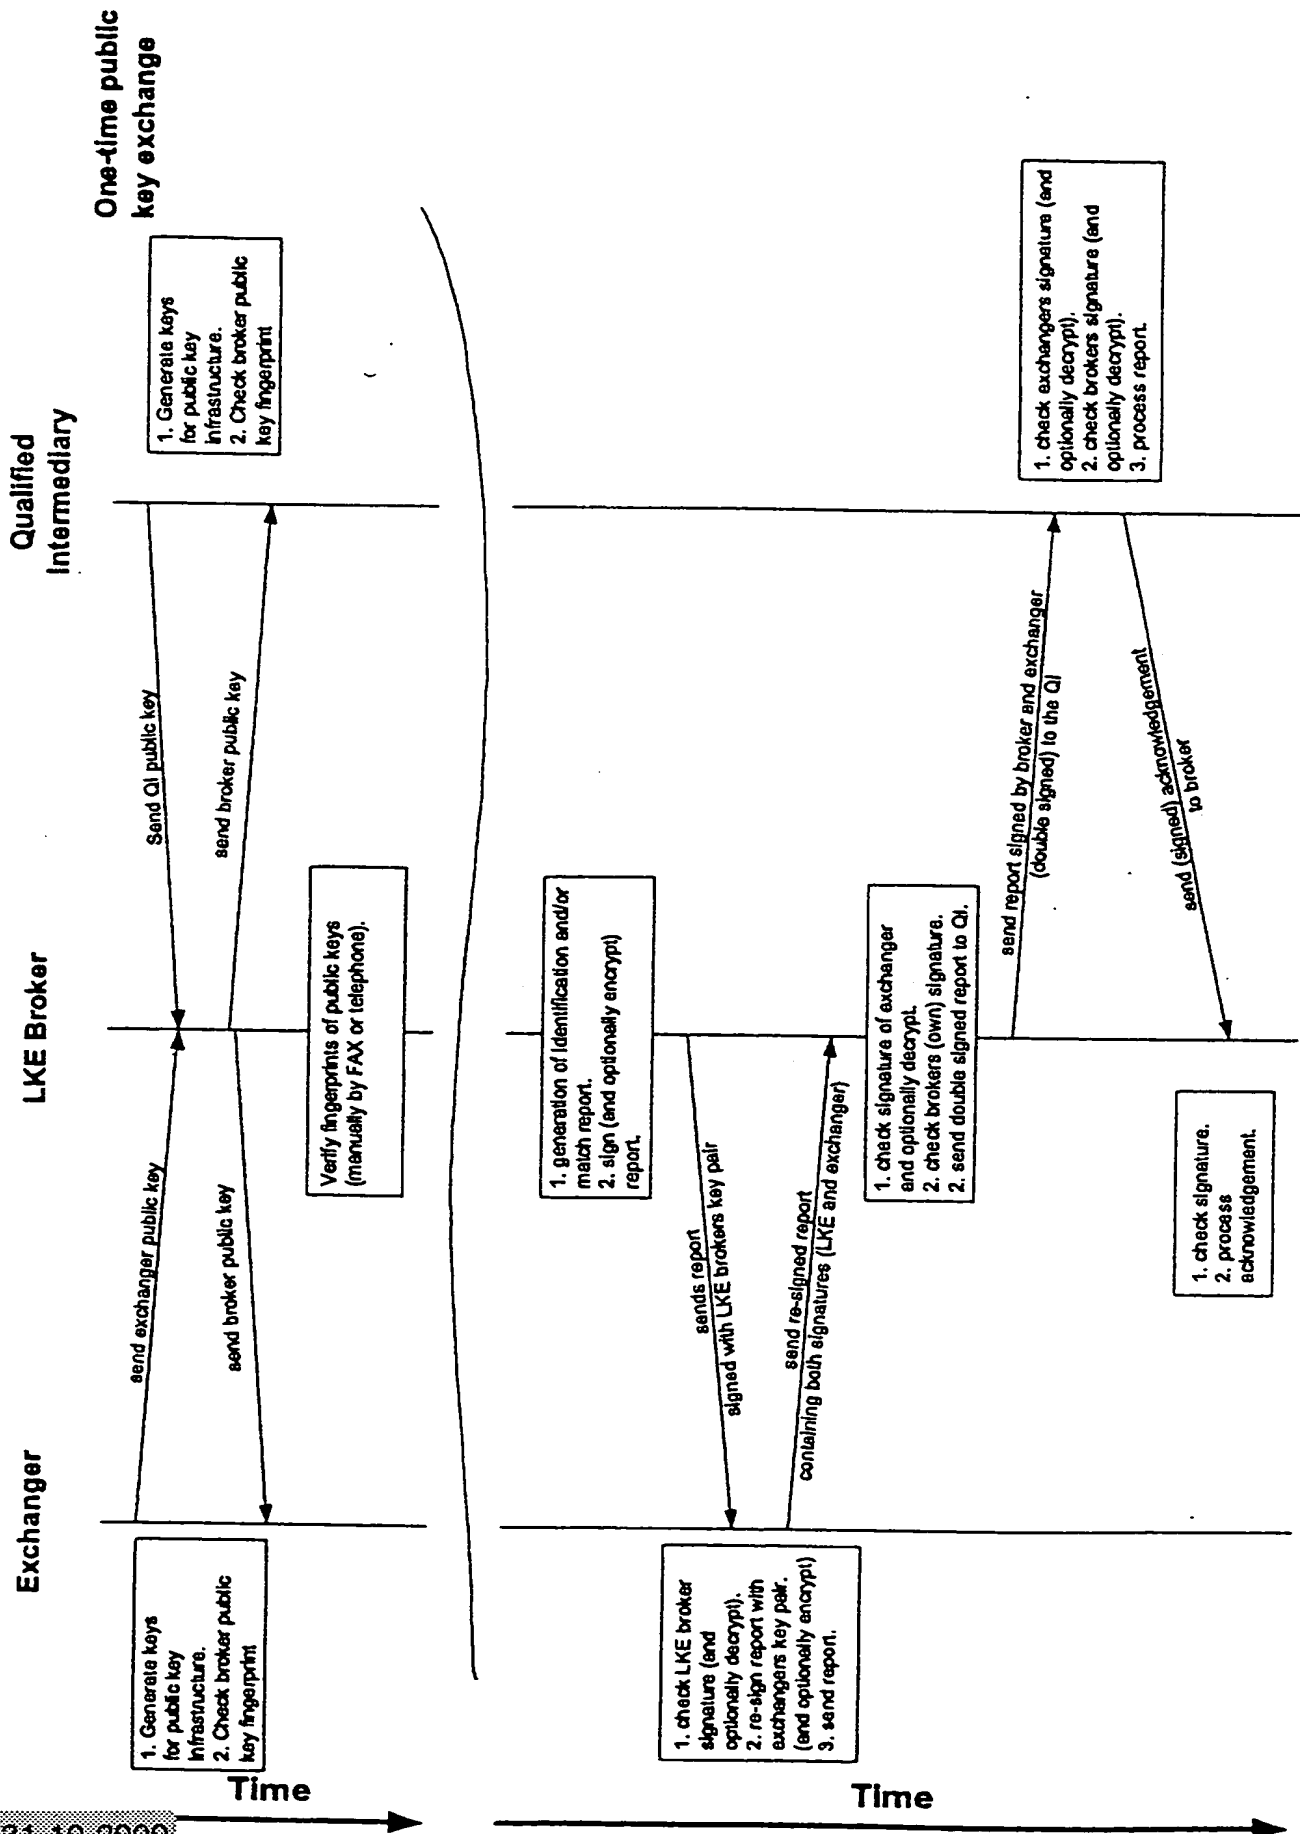 One-time public
key exchange
Exchanger
LKE Broker
Qualified
Intermediary
1. Generate keys
for public key
infrastructure.
2. Check broker public
key fingerprint
send exchanger public key
send broker public key
Send QI public key
send broker public key
1. Generate keys
for public key
infrastructure.
2. Check broker public
key fingerprint
Verify fingerprints of public keys
(manually by FAX or telephone).
Time
1. generation of Identification and/or
match report.
2. sign (and optionally encrypt)
report.
sends report
signed with LKE brokers key pair
1. check LKE broker
signature (and
optionally decrypt).
2. re-sign report with
exchangers key pair.
(and optionally encrypt)
3. send report.
send re-signed report
containing both signatures (LKE and exchanger)
1. check signature of exchanger
and optionally decrypt.
2. check brokers (own) signature.
2. send double signed report to QI.
send report signed by broker and exchanger
(double signed) to the QI
1. check exchangers signature (and
optionally decrypt).
2. check brokers signature (and
optionally decrypt).
3. process report.
send (signed) acknowledgement
to broker
1. check signature.
2. process
acknowledgement.
Time